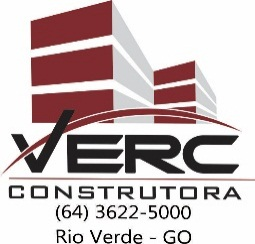 VERC
CONSTRUTORA
(64) 3622-5000
Rio Verde - GO